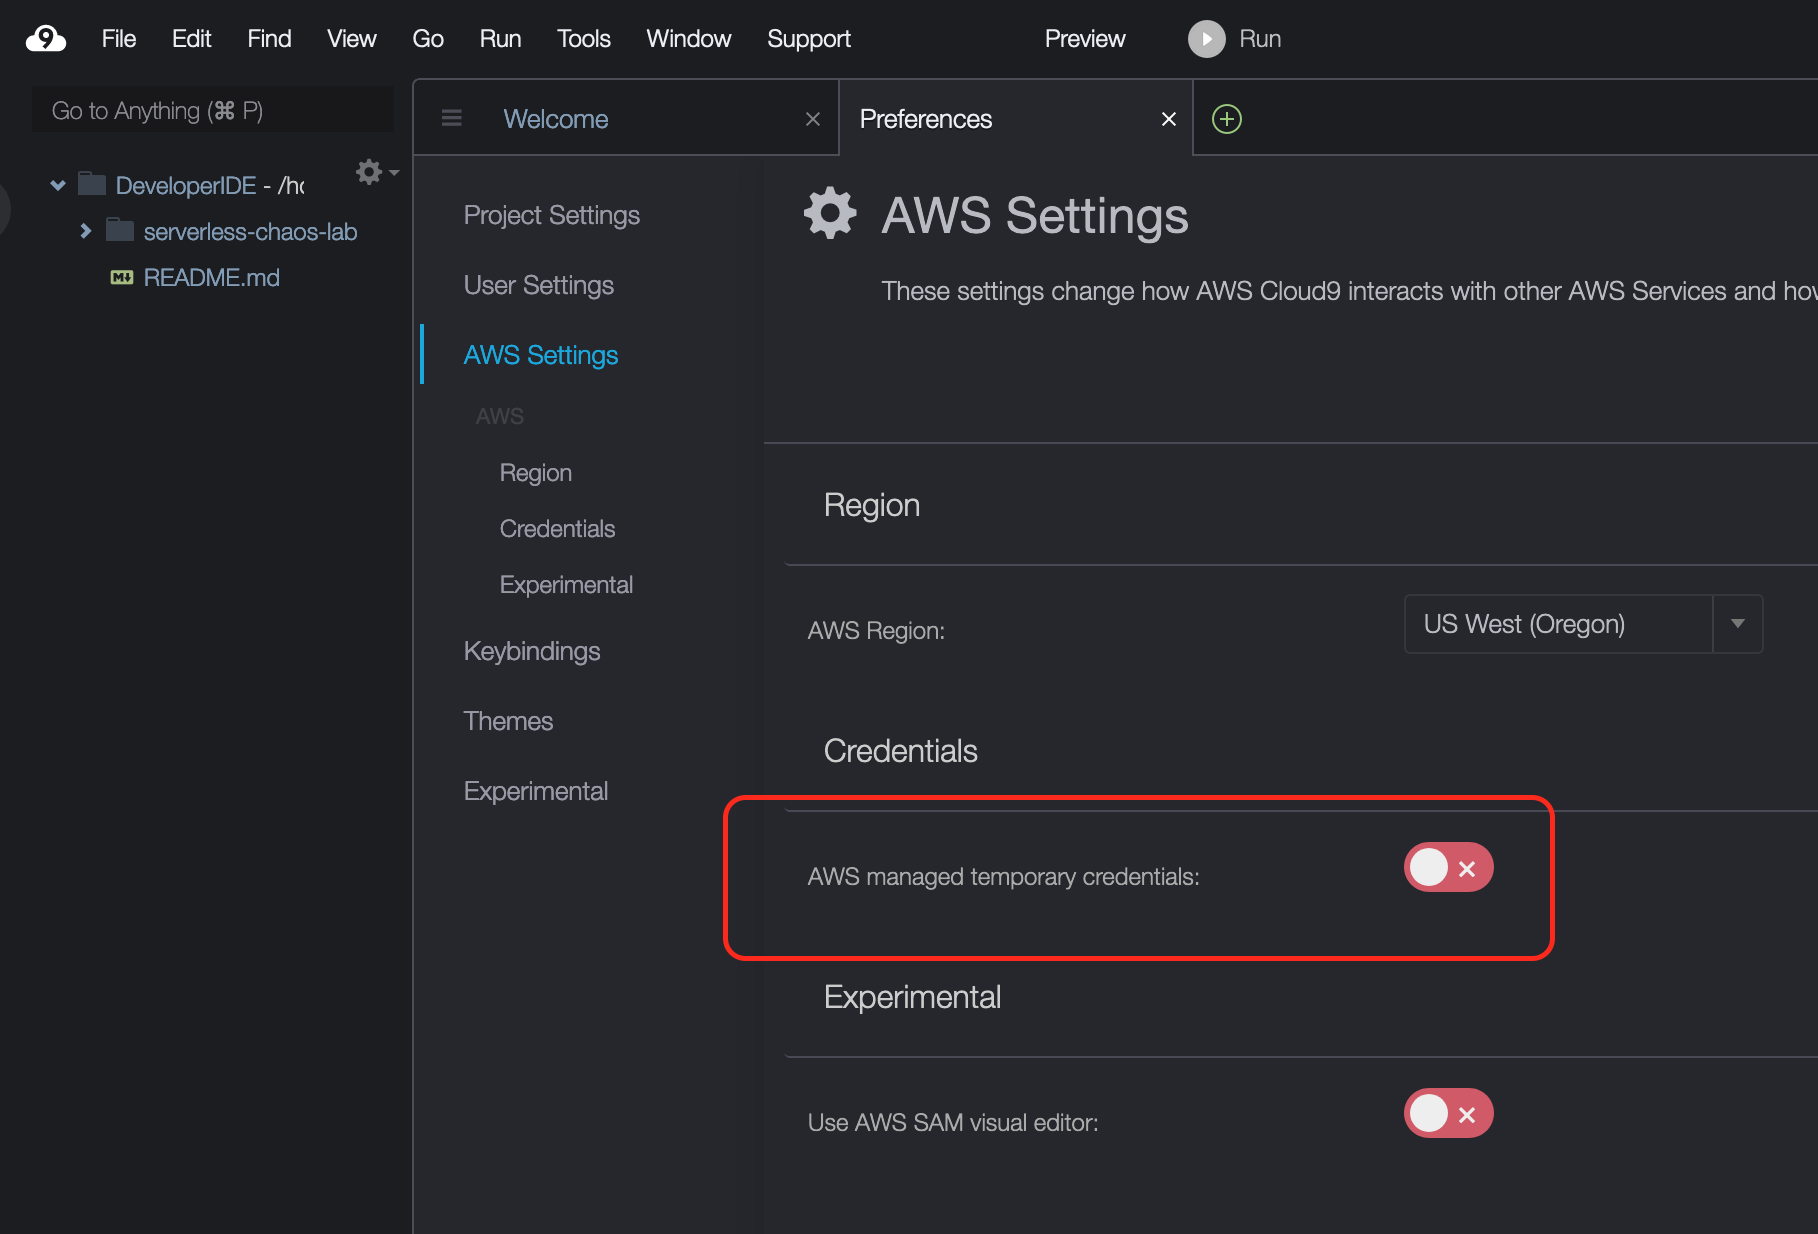 File Edit Find View Go Run Tools Window Support Preview Run
Go to Anything (⌘ P)
DeveloperIDE - /
serverless-chaos-lab
README.md
Welcome
Preferences
Project Settings
User Settings
AWS Settings
AWS
Region
Credentials
Experimental
Keybindings
Themes
Experimental
AWS Settings
These settings change how AWS Cloud9 interacts with other AWS Services and
Region
AWS Region:
US West (Oregon)
Credentials
AWS managed temporary credentials:
Experimental
Use AWS SAM visual editor: